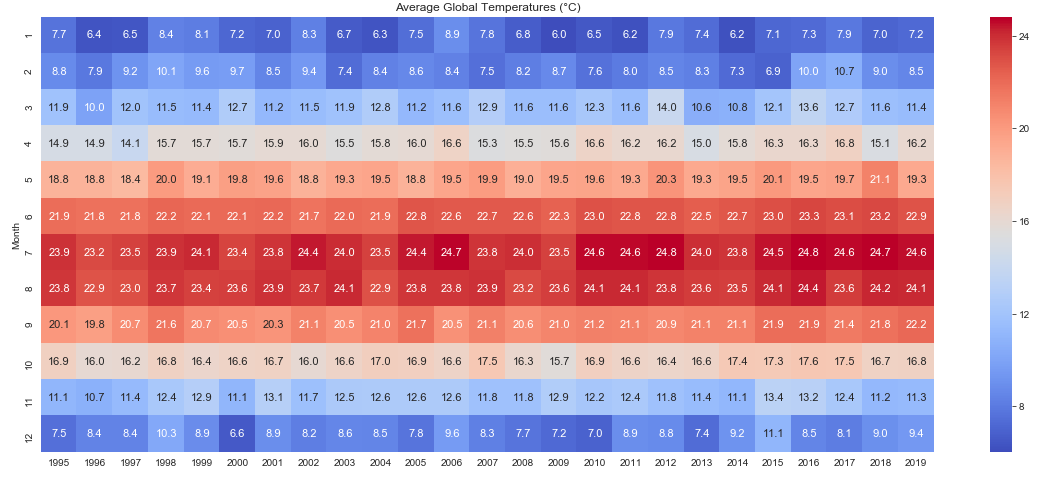 Average Global Temperatures (°C)
1 7.7 6.4 6.5 8.4 8.1 7.2 7.0 8.3 6.7 6.3 7.5 8.9 7.8 6.8 6.0 6.5 6.2 7.9 7.4 6.2 7.1 7.3 7.9 7.0 7.2
2 8.8 7.9 9.2 10.1 9.6 9.7 8.5 9.4 7.4 8.4 8.6 8.4 7.5 8.2 8.7 7.6 8.0 8.5 8.3 7.3 6.9 10.0 10.7 9.0 8.5
3 11.9 10.0 12.0 11.5 11.4 12.7 11.2 11.5 11.9 12.8 11.2 11.6 12.9 11.6 11.6 12.3 11.6 14.0 10.6 10.8 12.1 13.6 12.7 11.6 11.4
4 14.9 14.9 14.1 15.7 15.7 15.7 15.9 16.0 15.5 15.8 16.0 16.6 15.3 15.5 15.6 16.6 16.2 16.2 15.0 15.8 16.3 16.3 16.8 15.1 16.2
5 18.8 18.8 18.4 20.0 19.1 19.8 19.6 18.8 19.3 19.5 18.8 19.5 19.9 19.0 19.5 19.6 19.3 20.3 19.3 19.5 20.1 19.5 19.7 21.1 19.3
6 21.9 21.8 21.8 22.2 22.1 22.1 22.2 21.7 22.0 21.9 22.8 22.6 22.7 22.6 22.3 23.0 22.8 22.8 22.5 22.7 23.0 23.3 23.1 23.2 22.9
Month
7 23.9 23.2 23.5 23.9 24.1 23.4 23.8 24.4 24.0 23.5 24.4 24.7 23.8 24.0 23.5 24.6 24.6 24.8 24.0 23.8 24.5 24.8 24.6 24.7 24.6
8 23.8 22.9 23.0 23.7 23.4 23.6 23.9 23.7 24.1 22.9 23.8 23.8 23.9 23.2 23.6 24.1 24.1 23.8 23.6 23.5 24.1 24.4 23.6 24.2 24.1
9 20.1 19.8 20.7 21.6 20.7 20.5 20.3 21.1 20.5 21.0 21.7 20.5 21.1 20.6 21.0 21.2 21.1 20.9 21.1 21.1 21.9 21.9 21.4 21.8 22.2
10 16.9 16.0 16.2 16.8 16.4 16.6 16.7 16.0 16.6 17.0 16.9 16.6 17.5 16.3 15.7 16.9 16.6 16.4 16.6 17.4 17.3 17.6 17.5 16.7 16.8
11 11.1 10.7 11.4 12.4 12.9 11.1 13.1 11.7 12.5 12.6 12.6 12.6 11.8 11.8 12.9 12.2 12.4 11.8 11.4 11.1 13.4 13.2 12.4 11.2 11.3
12 7.5 8.4 8.4 10.3 8.9 6.6 8.9 8.2 8.6 8.5 7.8 9.6 8.3 7.7 7.2 7.0 8.9 8.8 7.4 9.2 11.1 8.5 8.1 9.0 9.4
1995 1996 1997 1998 1999 2000 2001 2002 2003 2004 2005 2006 2007 2008 2009 2010 2011 2012 2013 2014 2015 2016 2017 2018 2019
24
20
16
12
8